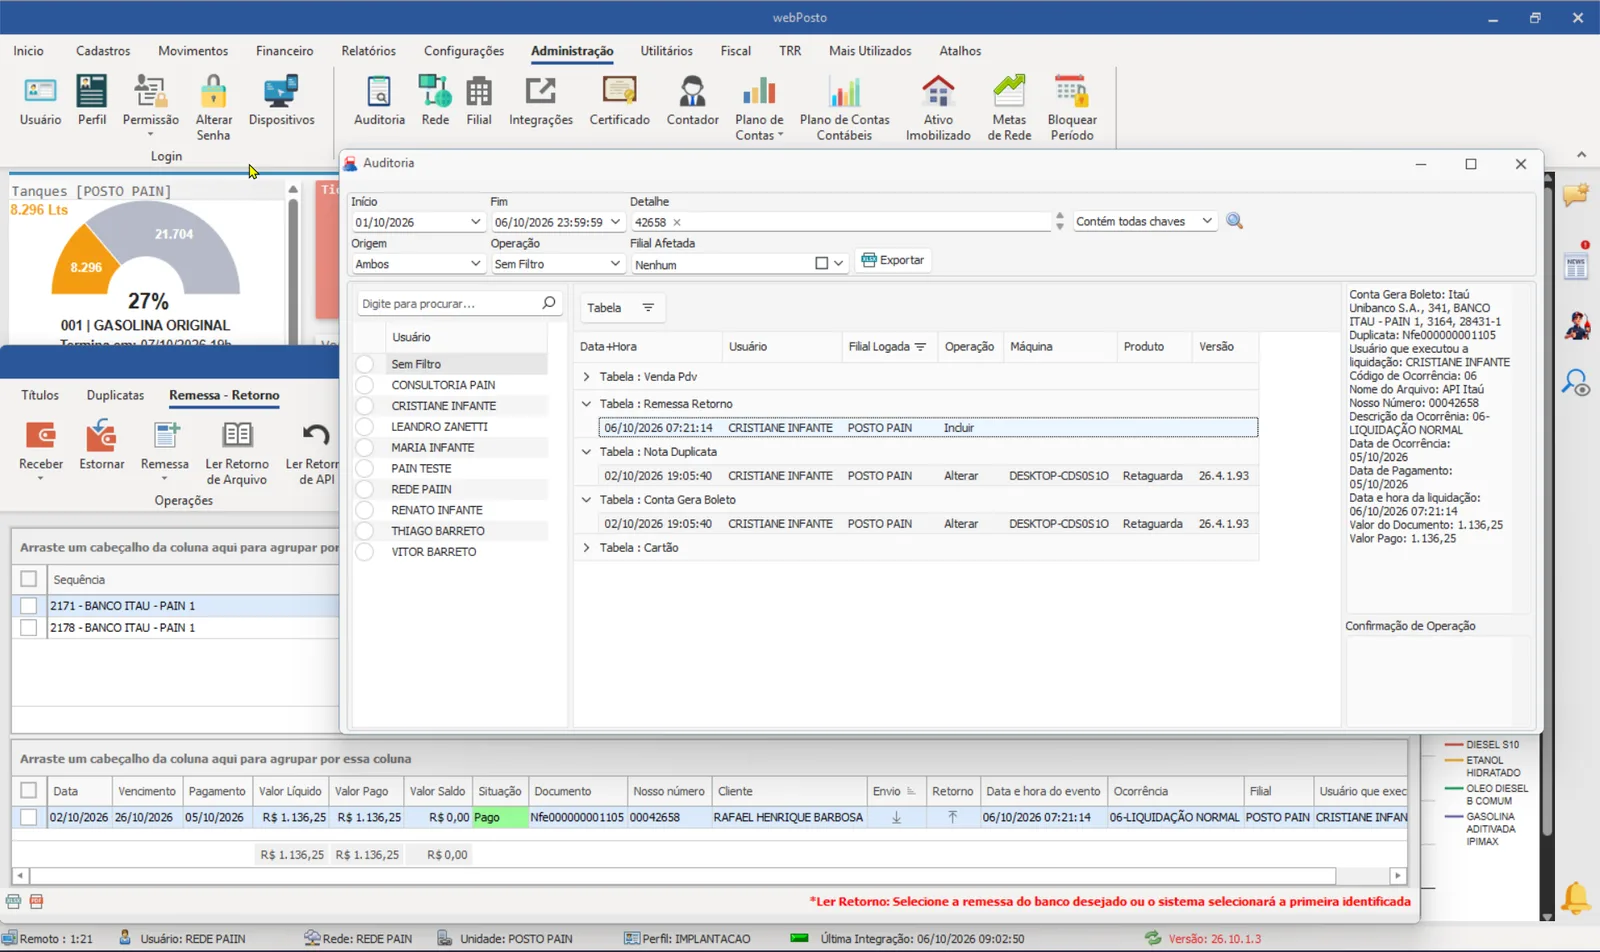 webPosto
Inicio Cadastros Movimentos Financeiro Relatórios Configurações Administração Utilitários Fiscal TRR Mais Utilizados Atalhos
Usuário Perfil Permissão Alterar Senha Dispositivos Auditoria Rede Filial Integrações Certificado Contador Plano de Contas Plano de Contas Contábeis Ativo Imobilizado Metas de Rede Bloquear Período
Login
Tanques [POSTO PAIN]
8.296 Lts
21.704
8.296
27%
001 | GASOLINA ORIGINAL
Termina em: 07/10/2026 19h
Auditoria
Início Fim Detalhe
01/10/2026 06/10/2026 23:59:59 42658 × Contém todas chaves
Origem Operação Filial Afetada
Ambos Sem Filtro Nenhum Exportar
Digite para procurar...
Usuário
Sem Filtro
CONSULTORIA PAIN
CRISTIANE INFANTE
LEANDRO ZANETTI
MARIA INFANTE
PAIN TESTE
REDE PAIIN
RENATO INFANTE
THIAGO BARRETO
VITOR BARRETO
Tabela
Data+Hora Usuário Filial Logada Operação Máquina Produto Versão
Tabela : Venda Pdv
Tabela : Remessa Retorno
06/10/2026 07:21:14 CRISTIANE INFANTE POSTO PAIN Incluir
Tabela : Nota Duplicata
02/10/2026 19:05:40 CRISTIANE INFANTE POSTO PAIN Alterar DESKTOP-CDS0S1O Retaguarda 26.4.1.93
Tabela : Conta Gera Boleto
02/10/2026 19:05:40 CRISTIANE INFANTE POSTO PAIN Alterar DESKTOP-CDS0S1O Retaguarda 26.4.1.93
Tabela : Cartão
Conta Gera Boleto: Itaú
Unibanco S.A., 341, BANCO
ITAU - PAIN 1, 3164, 28431-1
Duplicata: Nfe000000001105
Usuário que executou a
liquidação: CRISTIANE INFANTE
Código de Ocorrência: 06
Nome do Arquivo: API Itaú
Nosso Número: 00042658
Descrição da Ocorrênia: 06-
LIQUIDAÇÃO NORMAL
Data de Ocorrência:
05/10/2026
Data de Pagamento:
05/10/2026
Data e hora da liquidação:
06/10/2026 07:21:14
Valor do Documento: 1.136,25
Valor Pago: 1.136,25
Confirmação de Operação
NEWS
Títulos Duplicatas Remessa - Retorno
Receber Estornar Remessa Ler Retorno de Arquivo Ler Retorn de API
Operações
Arraste um cabeçalho da coluna aqui para agrupar por
Sequência
2171 - BANCO ITAU - PAIN 1
2178 - BANCO ITAU - PAIN 1
Arraste um cabeçalho da coluna aqui para agrupar por essa coluna
Data Vencimento Pagamento Valor Líquido Valor Pago Valor Saldo Situação Documento Nosso número Cliente Envio Retorno Data e hora do evento Ocorrência Filial Usuário que exec
02/10/2026 26/10/2026 05/10/2026 R$ 1.136,25 R$ 1.136,25 R$ 0,00 Pago Nfe000000001105 00042658 RAFAEL HENRIQUE BARBOSA 06/10/2026 07:21:14 06-LIQUIDAÇÃO NORMAL POSTO PAIN CRISTIANE INFAN
R$ 1.136,25 R$ 1.136,25 R$ 0,00
DIESEL S10
ETANOL
HIDRATADO
OLEO DIESEL
B COMUM
GASOLINA
ADITIVADA
IPIMAX
*Ler Retorno: Selecione a remessa do banco desejado ou o sistema selecionará a primeira identificada
Remoto : 1:21 Usuário: REDE PAIIN Rede: REDE PAIN Unidade: POSTO PAIN Perfil: IMPLANTACAO Última Integração: 06/10/2026 09:02:50 Versão: 26.10.1.3